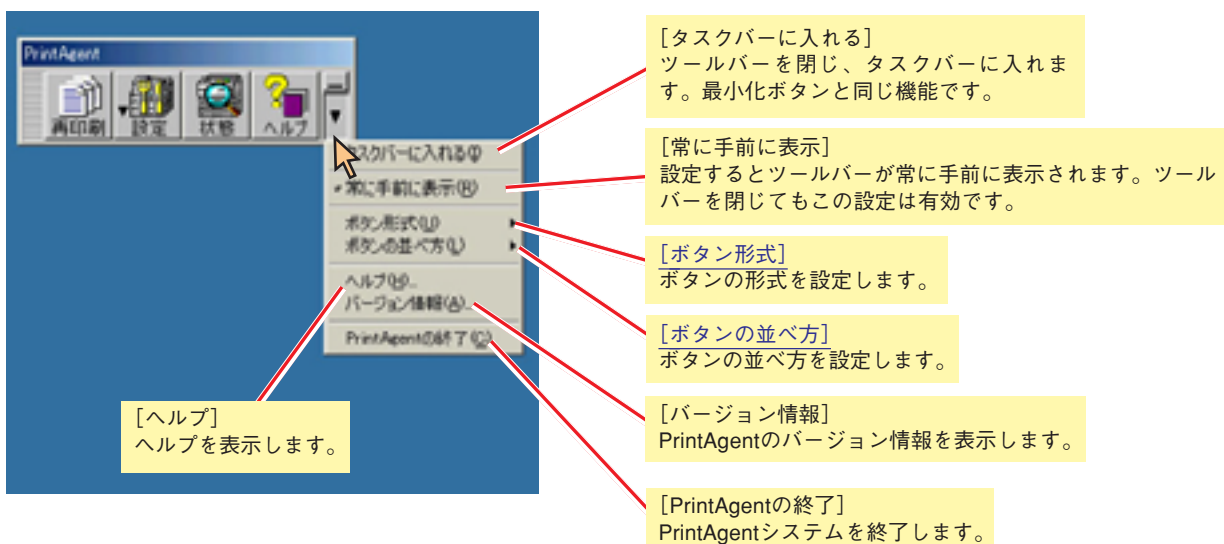 PrintAgent
再印刷 設定 状態 ヘルプ
タスクバーに入れる(I)
常に手前に表示(R)
ボタン形式(U)
ボタンの並べ方(L)
ヘルプ(H)...
バージョン情報(A)...
PrintAgentの終了(C)
[ヘルプ]
ヘルプを表示します。
[タスクバーに入れる]
ツールバーを閉じ、タスクバーに入れま
す。最小化ボタンと同じ機能です。
[常に手前に表示]
設定するとツールバーが常に手前に表示されます。ツール
バーを閉じてもこの設定は有効です。
[ボタン形式]
ボタンの形式を設定します。
[ボタンの並べ方]
ボタンの並べ方を設定します。
[バージョン情報]
PrintAgentのバージョン情報を表示します。
[PrintAgentの終了]
PrintAgentシステムを終了します。